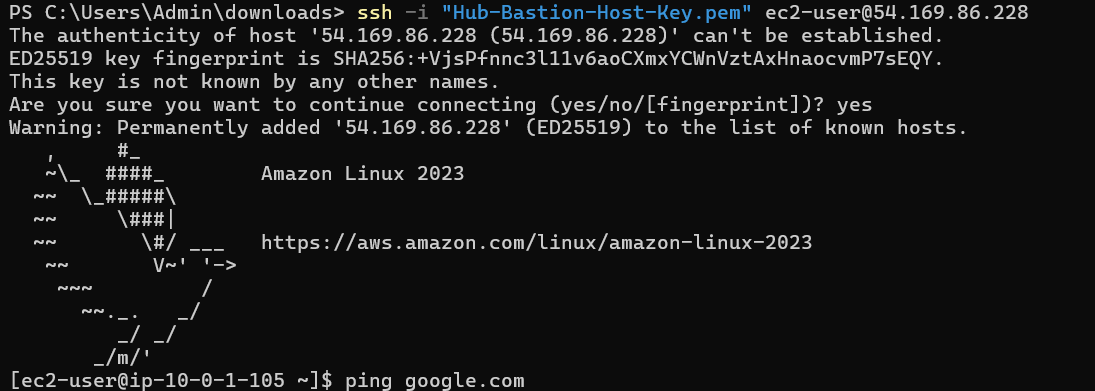 PS C:\Users\Admin\downloads> ssh -i "Hub-Bastion-Host-Key.pem" ec2-user@54.169.86.228
The authenticity of host '54.169.86.228 (54.169.86.228)' can't be established.
ED25519 key fingerprint is SHA256:+VjsPfnnc3l11v6aoCXmxYCWnVztAxHnaocvmP7sEQY.
This key is not known by any other names.
Are you sure you want to continue connecting (yes/no/[fingerprint])? yes
Warning: Permanently added '54.169.86.228' (ED25519) to the list of known hosts.
   ,     #_
   ~\_  ####_        Amazon Linux 2023
  ~~  \_#####\
  ~~     \###|
  ~~       \#/ ___   https://aws.amazon.com/linux/amazon-linux-2023
   ~~       V~' '->
    ~~~         /
      ~~._.   _/
         _/ _/
       _/m/'
[ec2-user@ip-10-0-1-105 ~]$ ping google.com